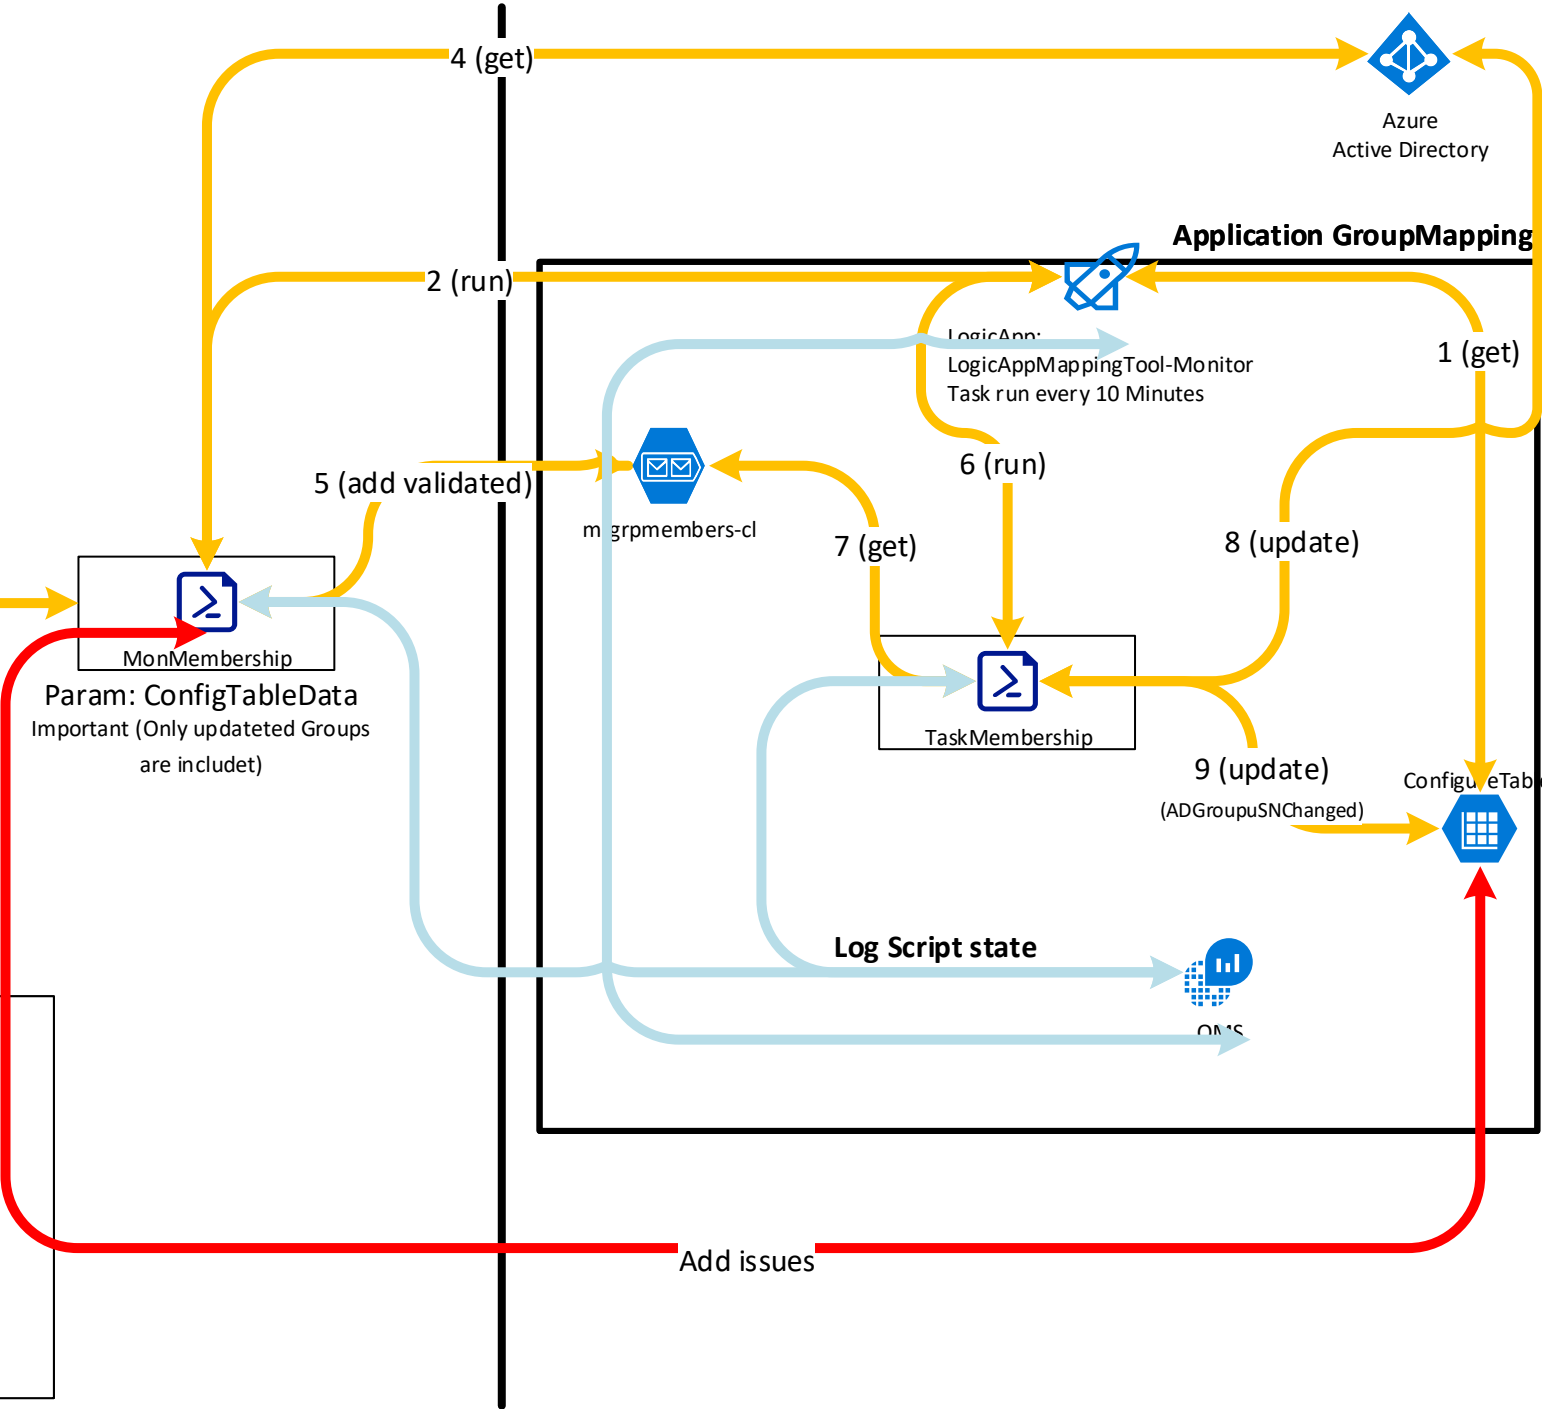 4 (get)
Azure
Active Directory
Application GroupMapping
2 (run)
LogicApp:
LogicAppMappingTool-Monitor
Task run every 10 Minutes
1 (get)
5 (add validated)
6 (run)
7 (get)
8 (update)
MonMembership
Param: ConfigTableData
Important (Only updateted Groups
are includet)
TaskMembership
9 (update)
(ADGroupuSNChanged)
Log Script state
OMS
Add issues